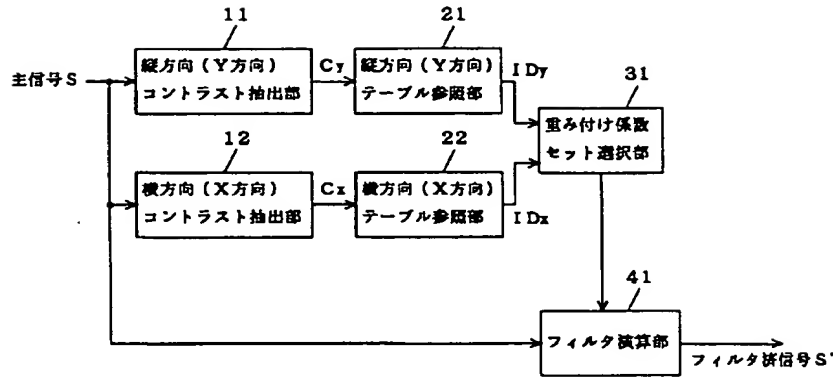 11
21
縦方向(Y方向)
コントラスト抽出部
Cy
縦方向(Y方向)
テーブル参照部
IDy
主信号S
31
重み付け係数
セット選択部
12
22
横方向(X方向)
コントラスト抽出部
Cx
横方向(X方向)
テーブル参照部
IDx
41
フィルタ演算部
フィルタ済信号S'